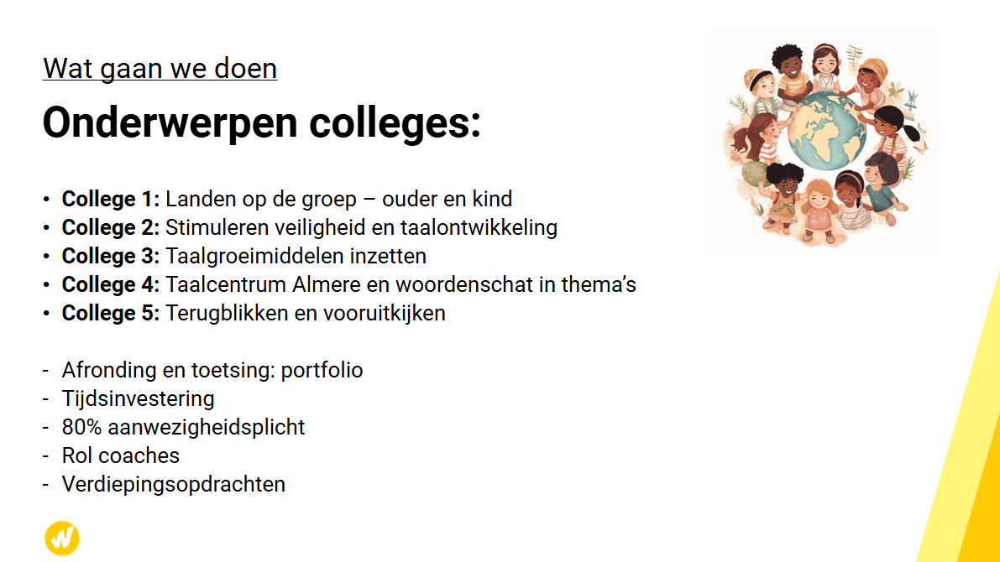 Wat gaan we doen
Onderwerpen colleges:
• College 1: Landen op de groep – ouder en kind
• College 2: Stimuleren veiligheid en taalontwikkeling
• College 3: Taalgroeimiddelen inzetten
• College 4: Taalcentrum Almere en woordenschat in thema’s
• College 5: Terugblikken en vooruitkijken
- Afronding en toetsing: portfolio
- Tijdsinvestering
- 80% aanwezigheidsplicht
- Rol coaches
- Verdiepingsopdrachten